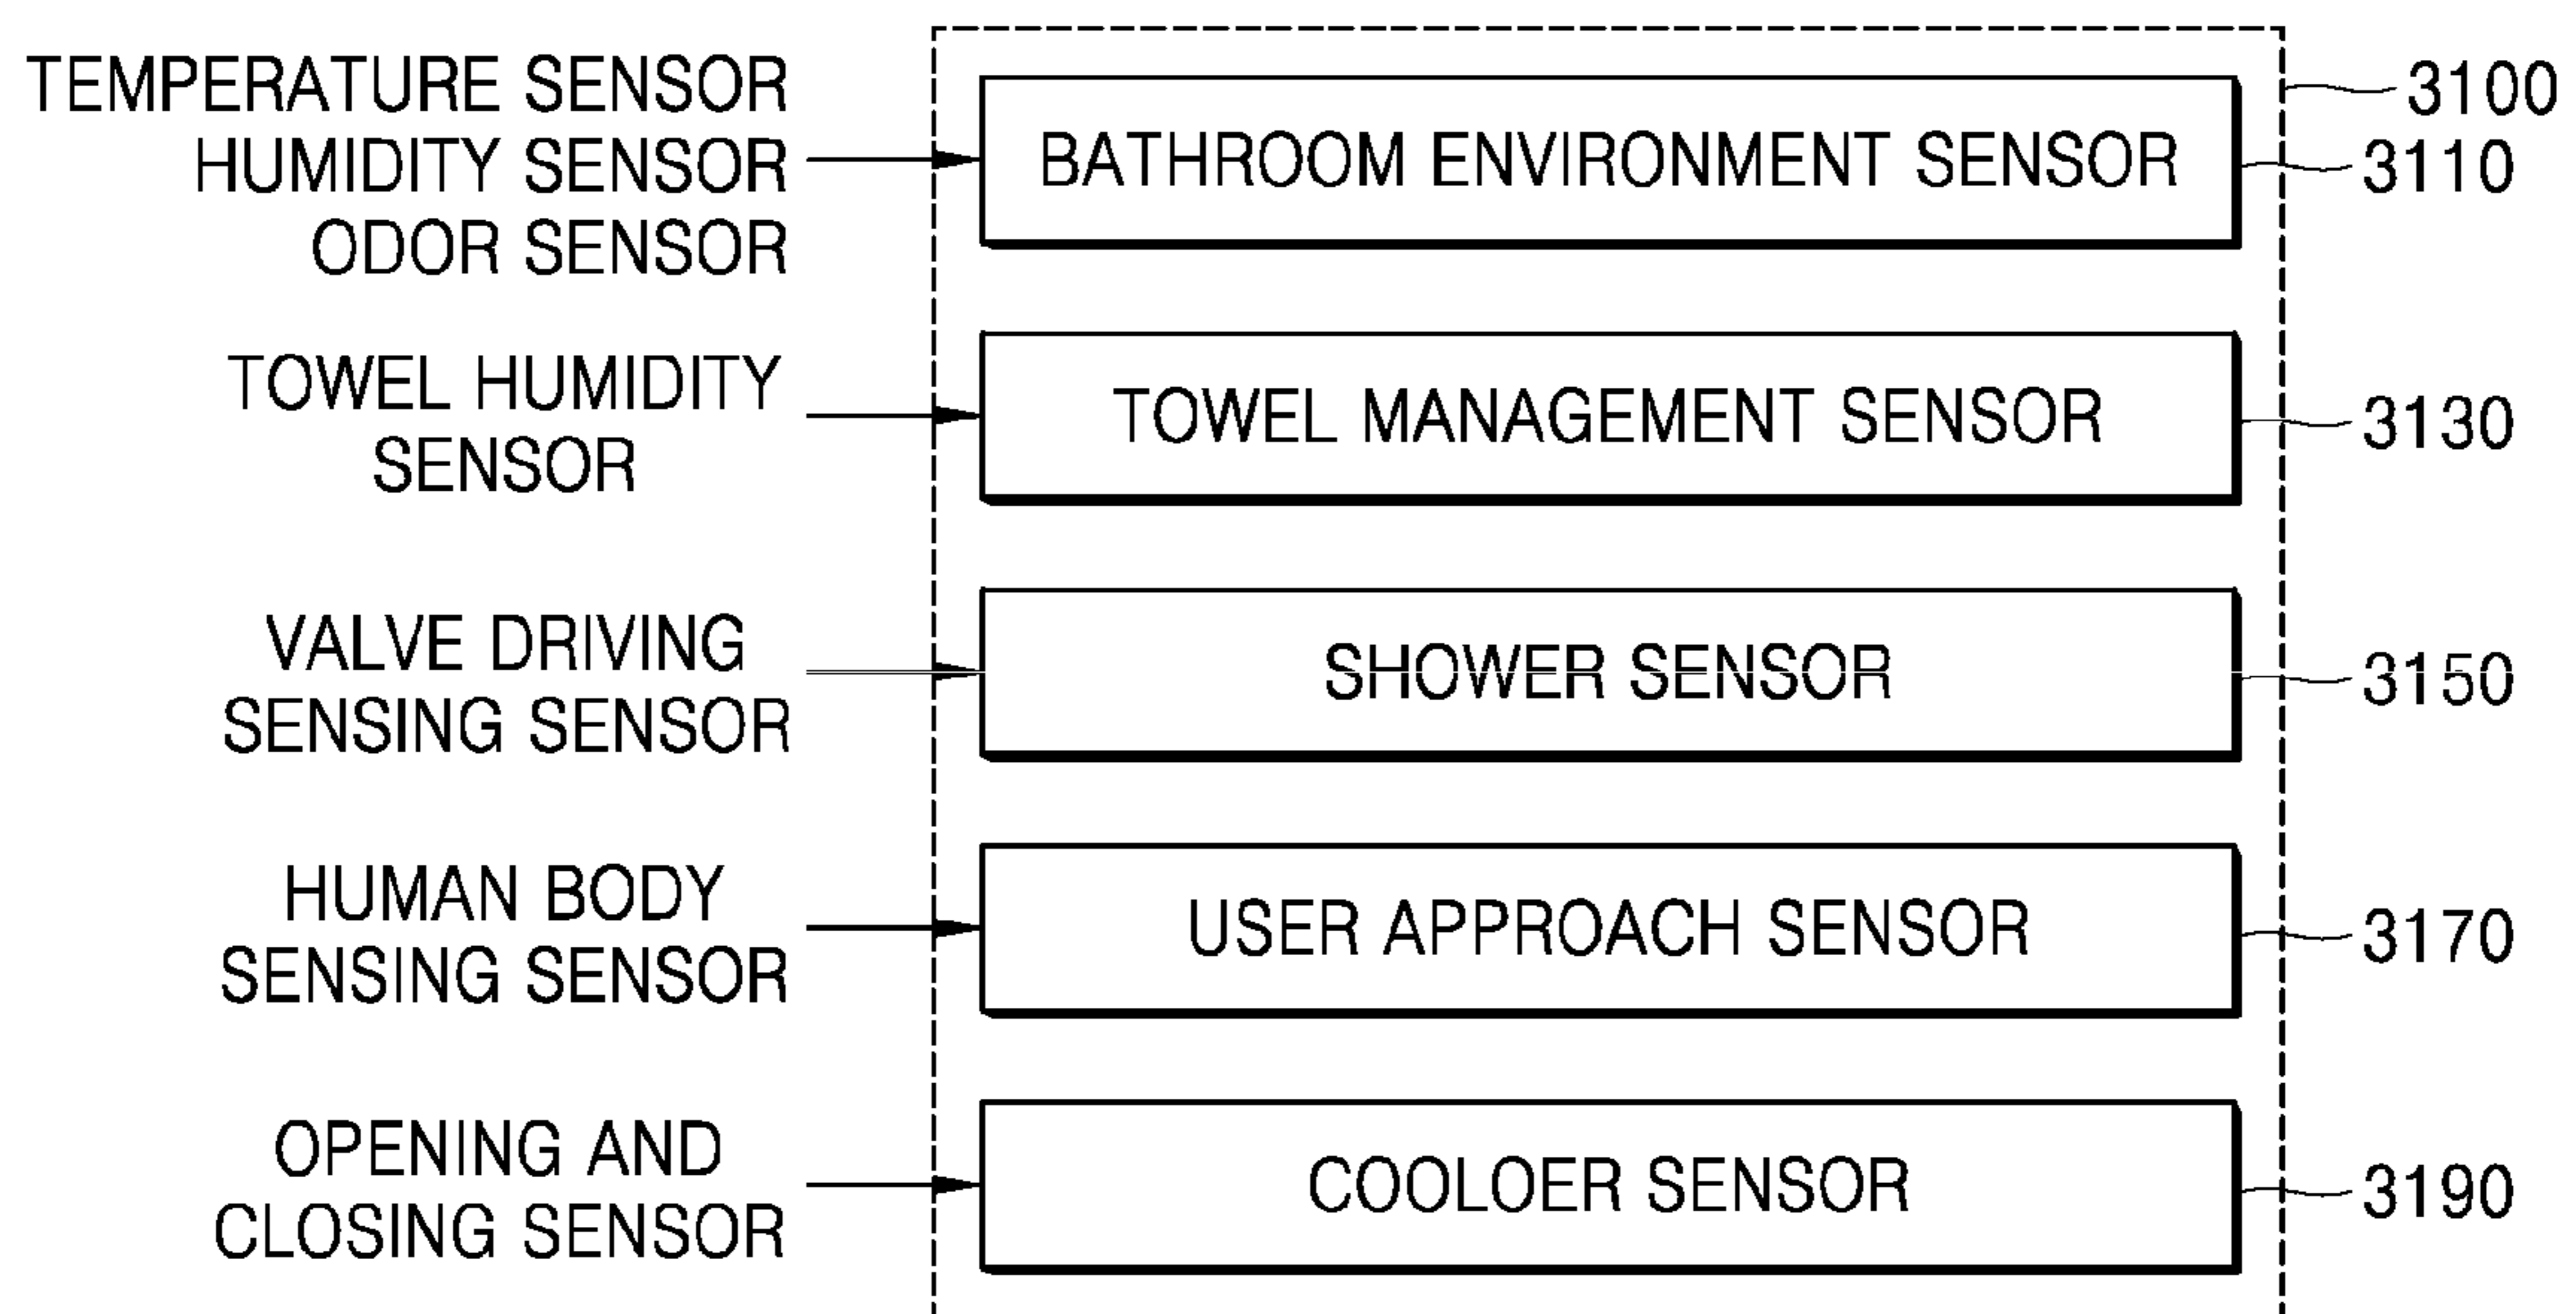 TEMPERATURE SENSOR
HUMIDITY SENSOR
ODOR SENSOR
BATHROOM ENVIRONMENT SENSOR
3100
3110
TOWEL HUMIDITY
SENSOR
TOWEL MANAGEMENT SENSOR
3130
VALVE DRIVING
SENSING SENSOR
SHOWER SENSOR
3150
HUMAN BODY
SENSING SENSOR
USER APPROACH SENSOR
3170
OPENING AND
CLOSING SENSOR
COOLOER SENSOR
3190